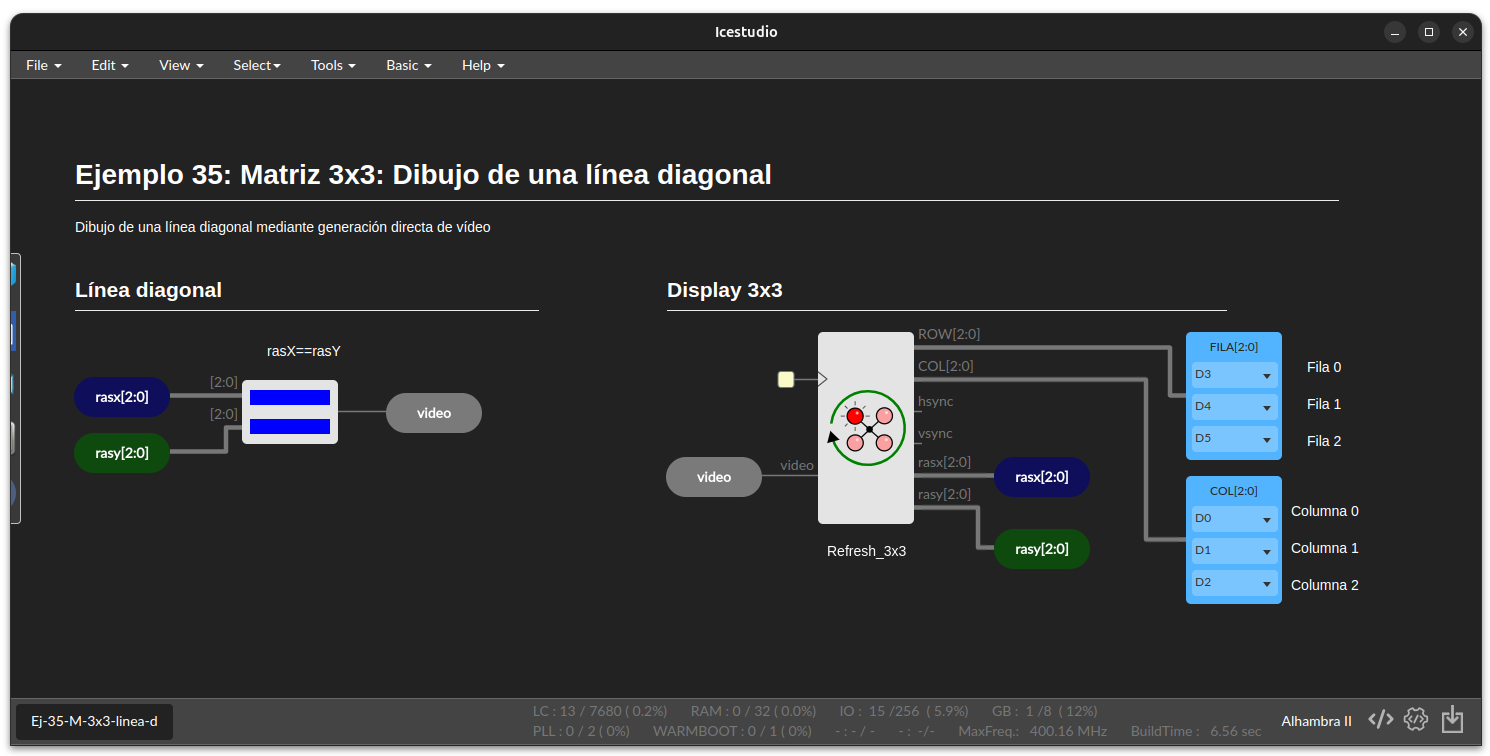 Icestudio
File Edit View Select Tools Basic Help
Ejemplo 35: Matriz 3x3: Dibujo de una línea diagonal
Dibujo de una línea diagonal mediante generación directa de vídeo
Línea diagonal
rasX==rasY
rasx[2:0]
[2:0]
[2:0]
rasy[2:0]
video
Display 3x3
ROW[2:0]
COL[2:0]
hsync
vsync
video
video
rasx[2:0]
rasx[2:0]
rasy[2:0]
rasy[2:0]
Refresh_3x3
FILA[2:0]
D3
Fila 0
D4
Fila 1
D5
Fila 2
COL[2:0]
D0
Columna 0
D1
Columna 1
D2
Columna 2
Ej-35-M-3x3-linea-d
LC : 13 / 7680 ( 0.2%) RAM : 0 / 32 ( 0.0%) IO : 15 /256 ( 5.9%) GB : 1 /8 ( 12%)
PLL : 0 / 2 ( 0%) WARMBOOT : 0 / 1 ( 0%) - : - / - - : -/- MaxFreq.: 400.16 MHz BuildTime : 6.56 sec
Alhambra II